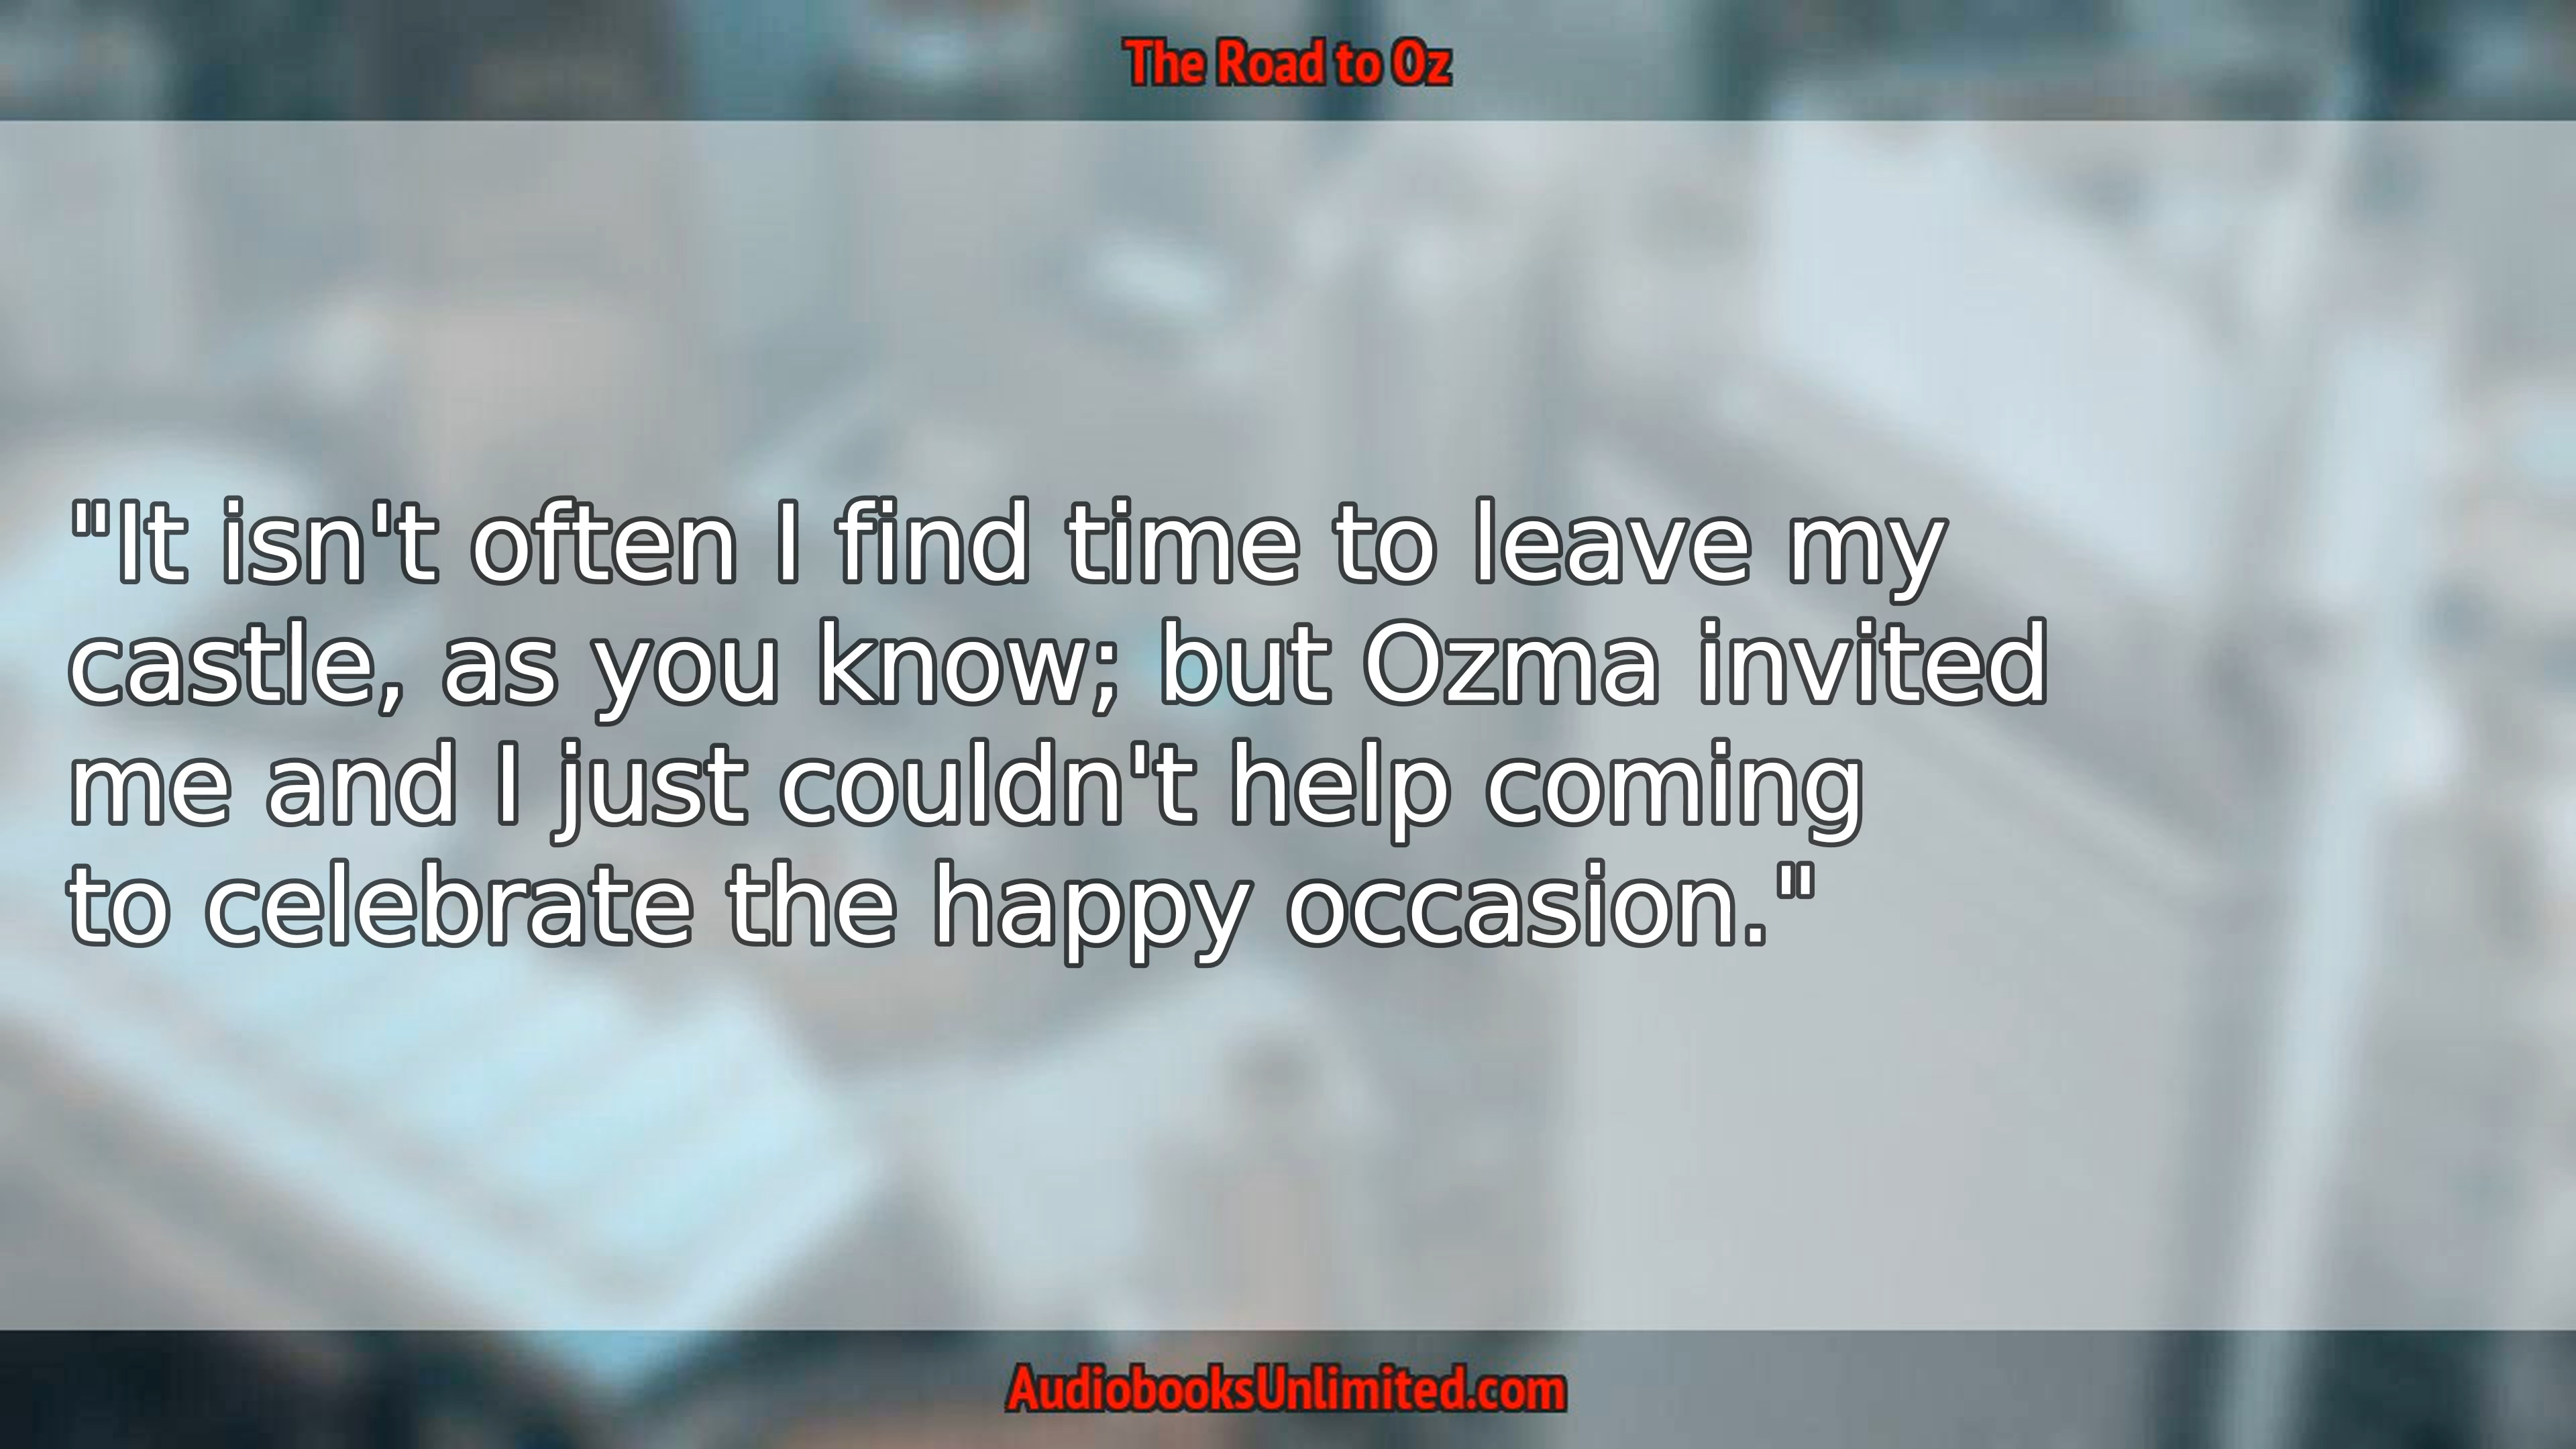 The Road to Oz
"It isn't often I find time to leave my
castle, as you know; but Ozma invited
me and I just couldn't help coming
to celebrate the happy occasion."
AudiobooksUnlimited.com